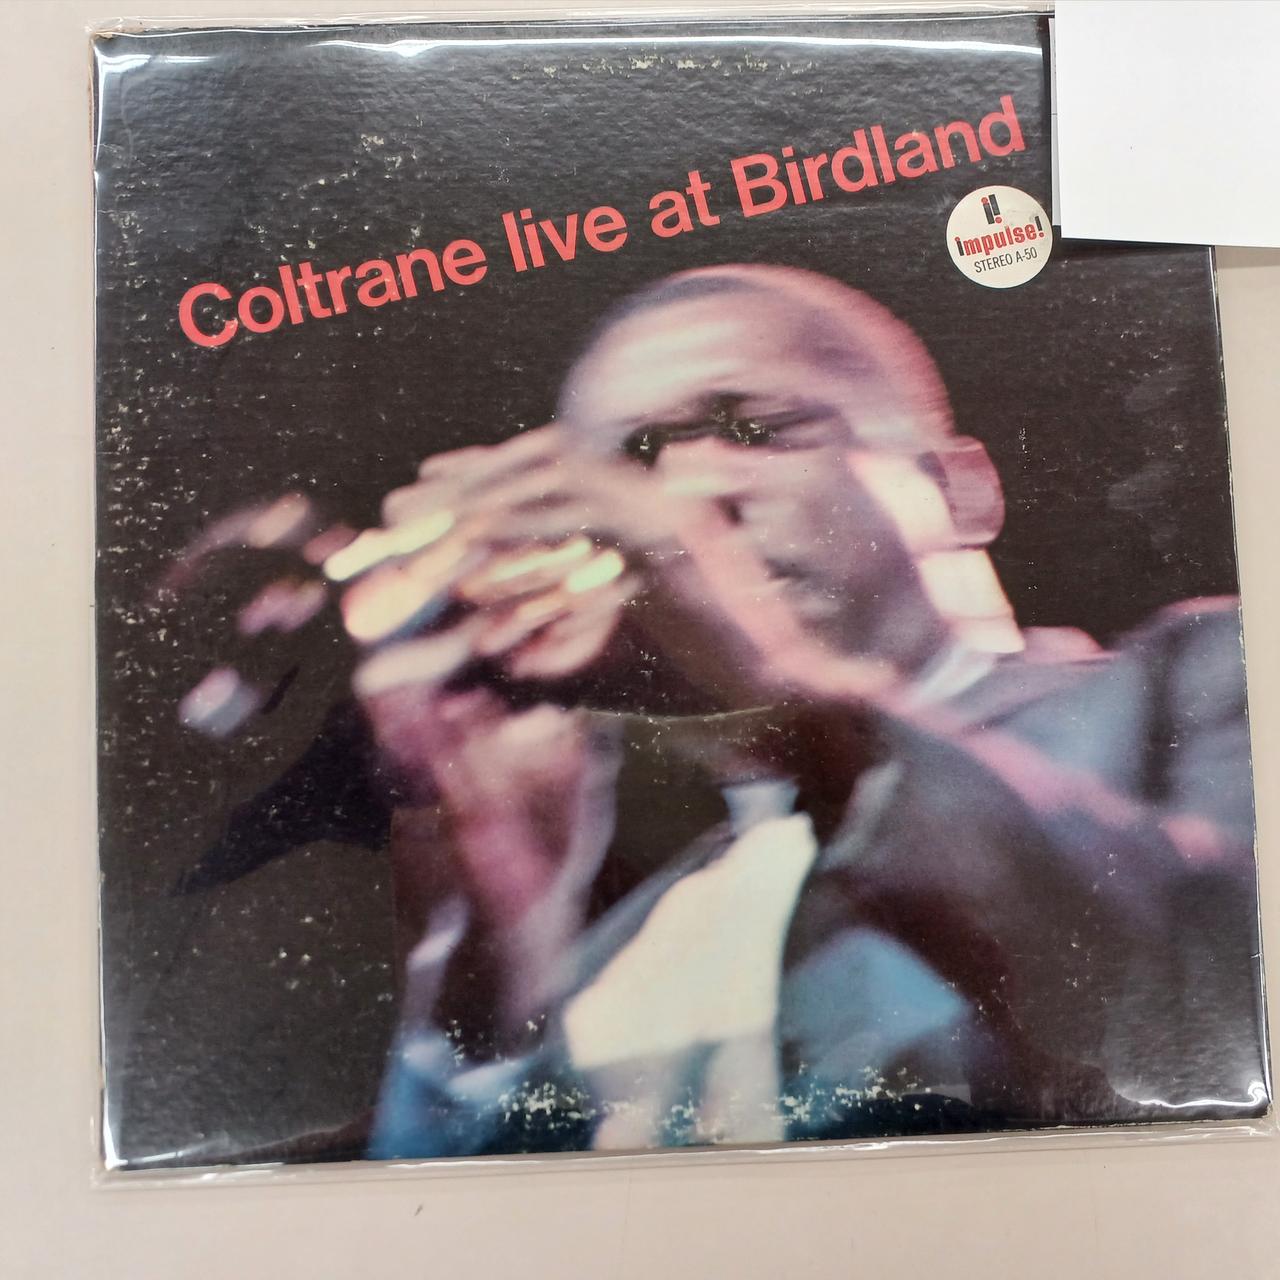 Coltrane live at Birdland
i!
impulse!
STEREO A-50